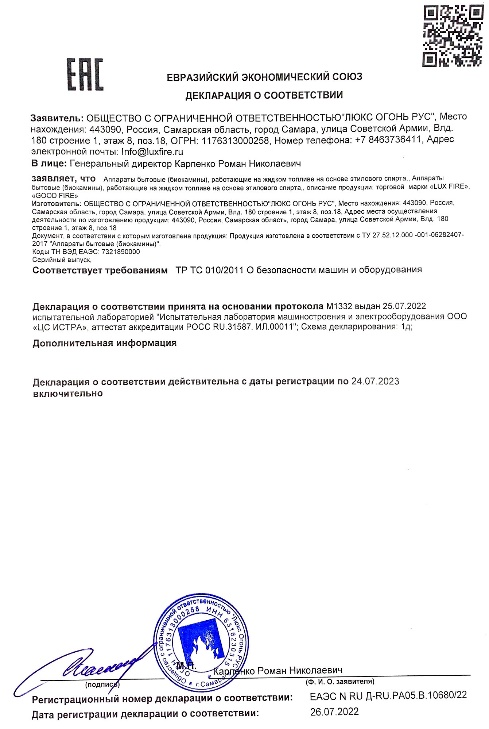 ЕАС
ЕВРАЗИЙСКИЙ ЭКОНОМИЧЕСКИЙ СОЮЗ
ДЕКЛАРАЦИЯ О СООТВЕТСТВИИ
Заявитель: ОБЩЕСТВО С ОГРАНИЧЕННОЙ ОТВЕТСТВЕННОСТЬЮ"ЛЮКС ОГОНЬ РУС", Место
нахождения: 443090, Россия, Самарская область, город Самара, улица Советской Армии, Влд.
180 строение 1, этаж 8, поз.18, ОГРН: 1176313000258, Номер телефона: +7 8463736411, Адрес
электронной почты: Info@luxfire.ru
В лице: Генеральный директор Карпенко Роман Николаевич
заявляет, что Аппараты бытовые (биокамины), работающие на жидком топливе на основе этилового спирта., Аппараты
бытовые (биокамины), работающие на жидком топливе на основе этилового спирта., описание продукции: торговой марки «LUX FIRE»,
«GOOD FIRE»
Изготовитель: ОБЩЕСТВО С ОГРАНИЧЕННОЙ ОТВЕТСТВЕННОСТЬЮ"ЛЮКС ОГОНЬ РУС", Место нахождения: 443090, Россия,
Самарская область, город Самара, улица Советской Армии, Влд. 180 строение 1, этаж 8, поз.18, Адрес места осуществления
деятельности по изготовлению продукции: 443090, Россия, Самарская область, город Самара, улица Советской Армии, Влд. 180
строение 1, этаж 8, поз.18
Документ, в соответствии с которым изготовлена продукция: Продукция изготовлена в соответствии с ТУ 27.52.12.000 -001-06282407-
2017 "Аппараты бытовые (биокамины)"
Коды ТН ВЭД ЕАЭС: 7321890000
Серийный выпуск,
Соответствует требованиям ТР ТС 010/2011 О безопасности машин и оборудования
Декларация о соответствии принята на основании протокола М1332 выдан 25.07.2022
испытательной лабораторией "Испытательная лаборатория машиностроения и электрооборудования ООО
«ЦС ИСТРА», аттестат аккредитации РОСС RU.31587. ИЛ.00011"; Схема декларирования: 1д;
Дополнительная информация
Декларация о соответствии действительна с даты регистрации по 24.07.2023
включительно
М.П.
Карпенко Роман Николаевич
(подпись)
(Ф. И. О. заявителя)
Регистрационный номер декларации о соответствии: ЕАЭС N RU Д-RU.РА05.В.10680/22
Дата регистрации декларации о соответствии: 26.07.2022